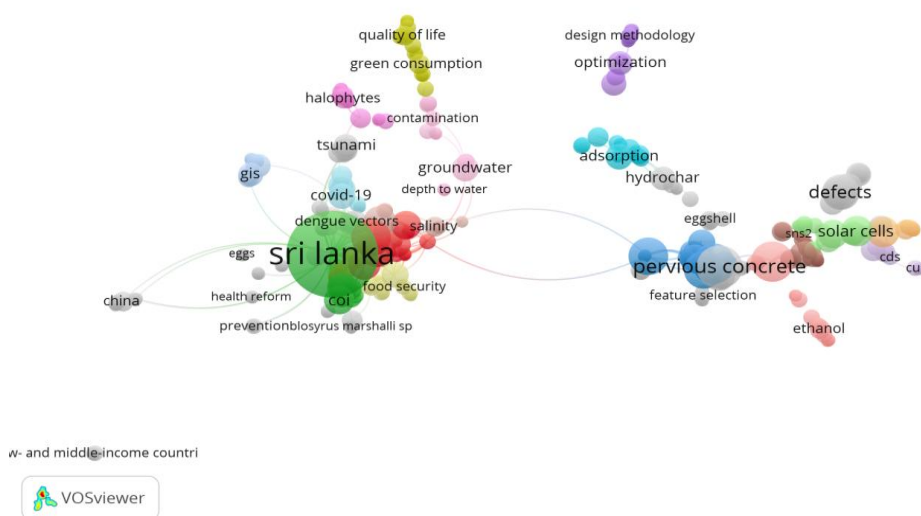 quality of life
design methodology
green consumption
optimization
halophytes
contamination
tsunami
adsorption
groundwater
gis
hydrochar
depth to water
covid-19
defects
dengue vectors
salinity
eggshell
sns2
solar cells
eggs
sri lanka
cds
pervious concrete
cu
food security
health reform
feature selection
china
coi
prevention
blosyrus marshalli sp
ethanol
w- and middle-income countri
VOSviewer